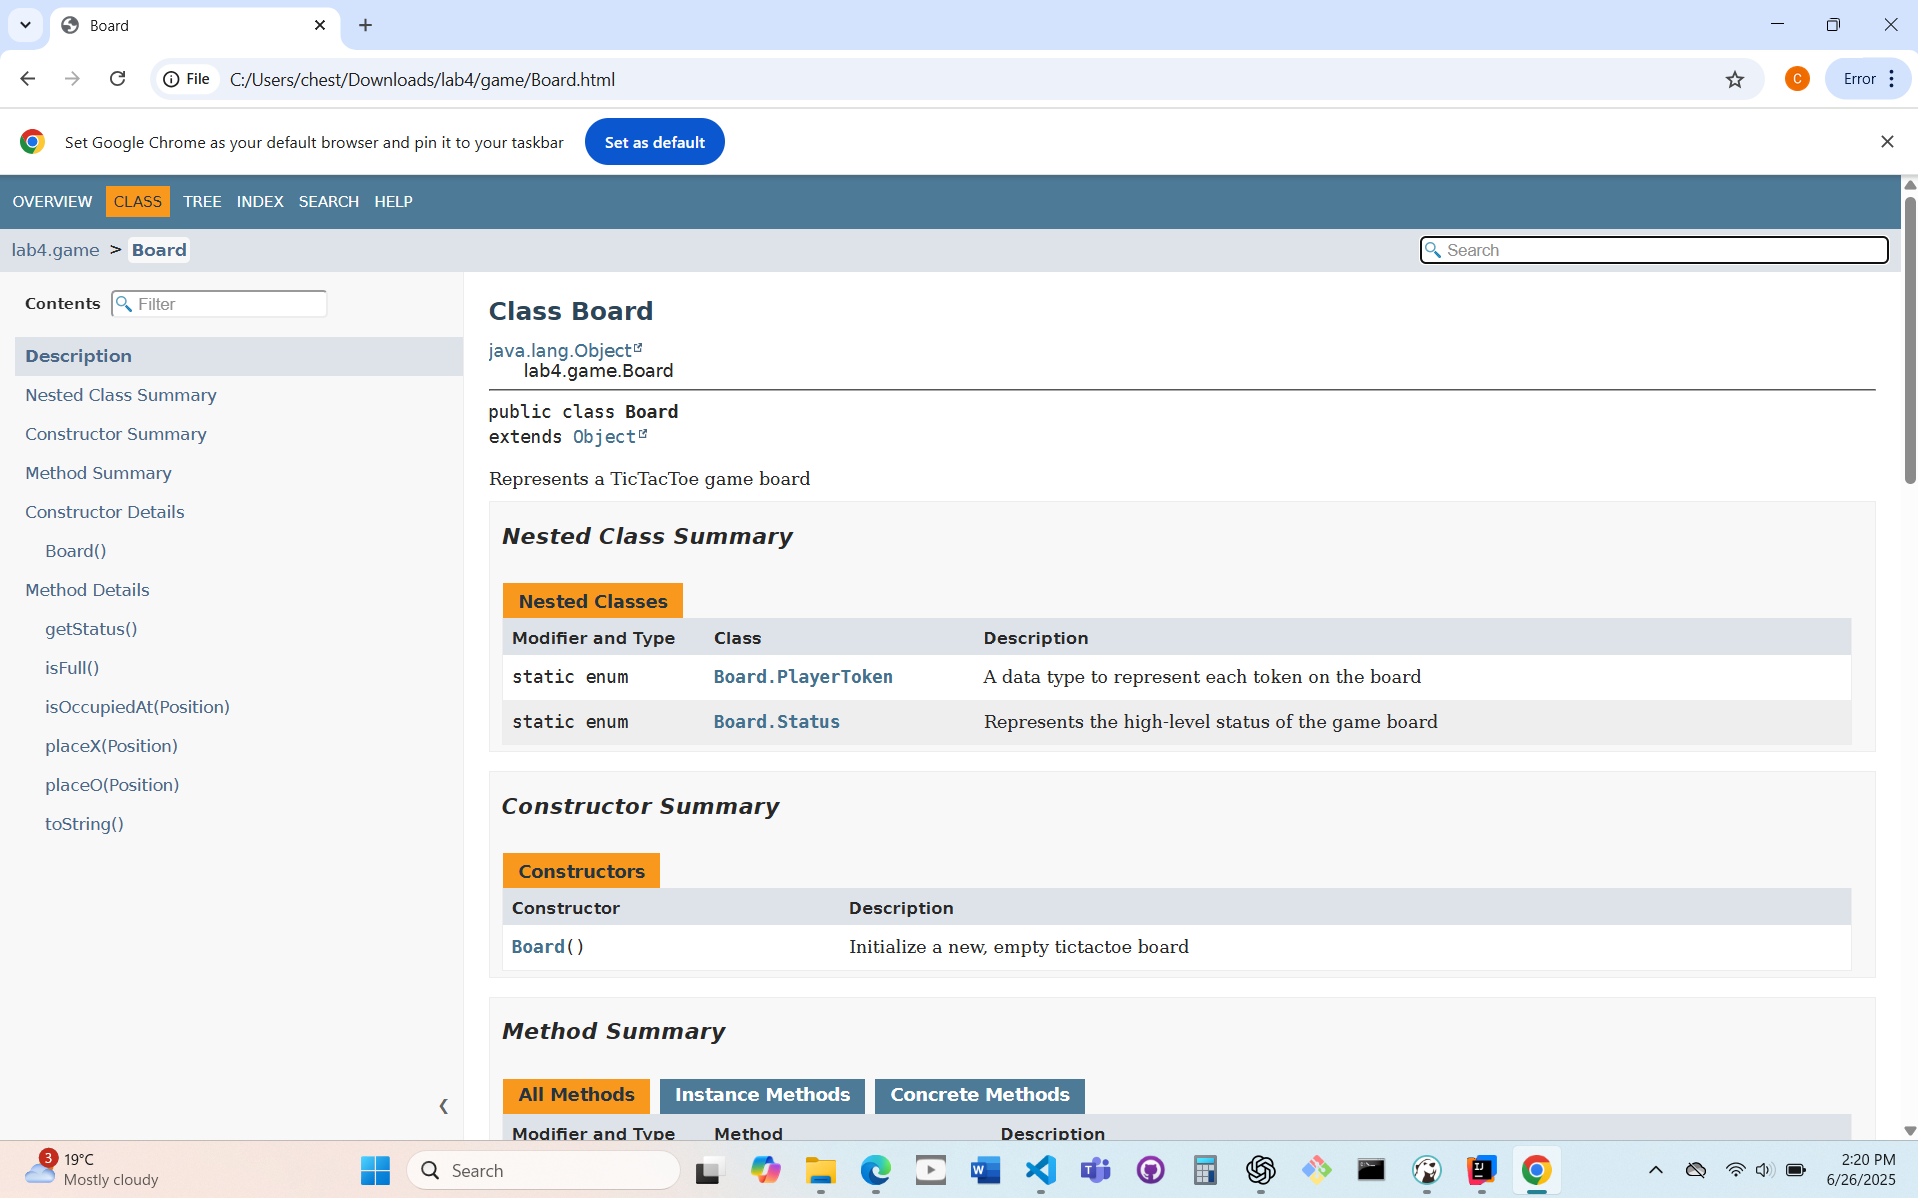 Board
File
C:/Users/chest/Downloads/lab4/game/Board.html
C
Error
Set Google Chrome as your default browser and pin it to your taskbar
Set as default
OVERVIEW CLASS TREE INDEX SEARCH HELP
lab4.game > Board
Search
Contents
Filter
Description
Nested Class Summary
Constructor Summary
Method Summary
Constructor Details
Board()
Method Details
getStatus()
isFull()
isOccupiedAt(Position)
placeX(Position)
placeO(Position)
toString()
Class Board
java.lang.Object
lab4.game.Board
public class Board
extends Object
Represents a TicTacToe game board
Nested Class Summary
Nested Classes
Modifier and Type Class Description
static enum Board.PlayerToken A data type to represent each token on the board
static enum Board.Status Represents the high-level status of the game board
Constructor Summary
Constructors
Constructor Description
Board() Initialize a new, empty tictactoe board
Method Summary
All Methods Instance Methods Concrete Methods
Modifier and Type Method Description
3
19°C
Mostly cloudy
Search
2:20 PM
6/26/2025